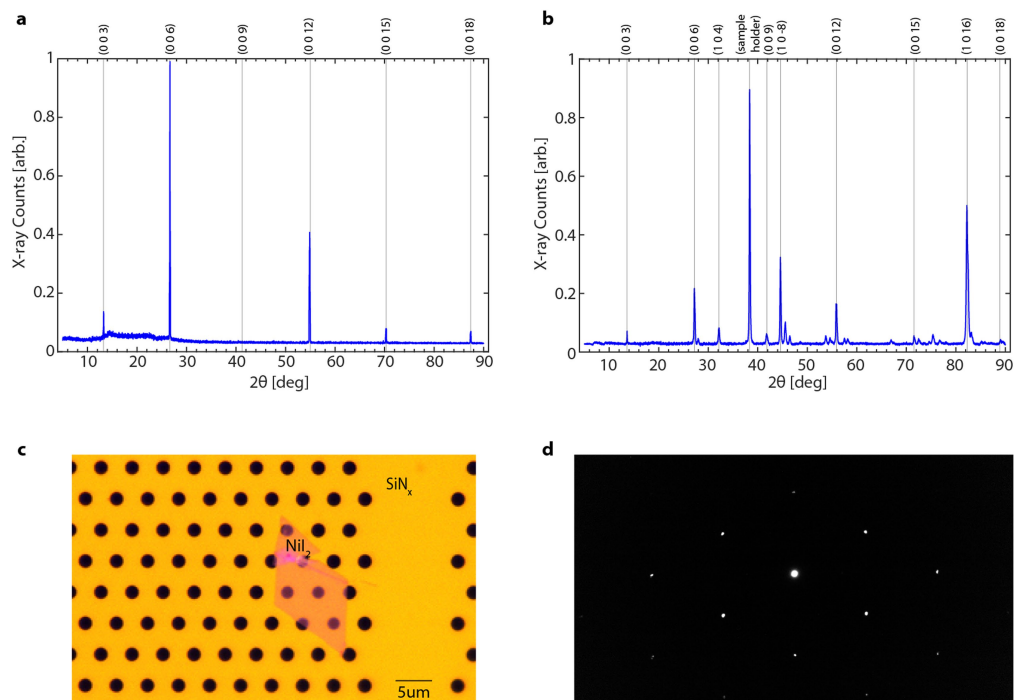 a
(0 0 3)
(0 0 6)
(0 0 9)
(0 0 12)
(0 0 15)
(0 0 18)
1
0.8
0.6
0.4
0.2
0
X-ray Counts [arb.]
10 20 30 40 50 60 70 80 90
2θ [deg]
b
(0 0 3)
(0 0 6)
(1 0 4)
(sample
holder)
(0 0 9)
(1 0 -8)
(0 0 12)
(0 0 15)
(1 0 16)
(0 0 18)
1
0.8
0.6
0.4
0.2
0
X-ray Counts [arb.]
10 20 30 40 50 60 70 80 90
2θ [deg]
c
SiNₓ
NiI₂
5um
d